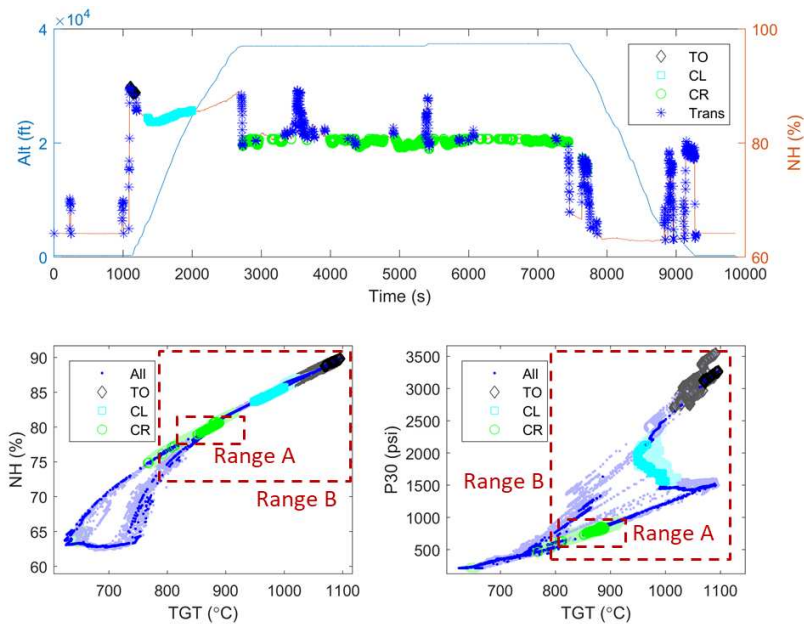 4 ×10⁴
3
2
1
0
Alt (ft)
100
80
60
NH (%)
TO
CL
CR
Trans
0 1000 2000 3000 4000 5000 6000 7000 8000 9000 10000
Time (s)
90
85
80
75
70
65
60
NH (%)
All
TO
CL
CR
Range A
Range B
700 800 900 1000 1100
TGT (°C)
3500
3000
2500
2000
1500
1000
500
P30 (psi)
All
TO
CL
CR
Range B
Range A
700 800 900 1000 1100
TGT (°C)